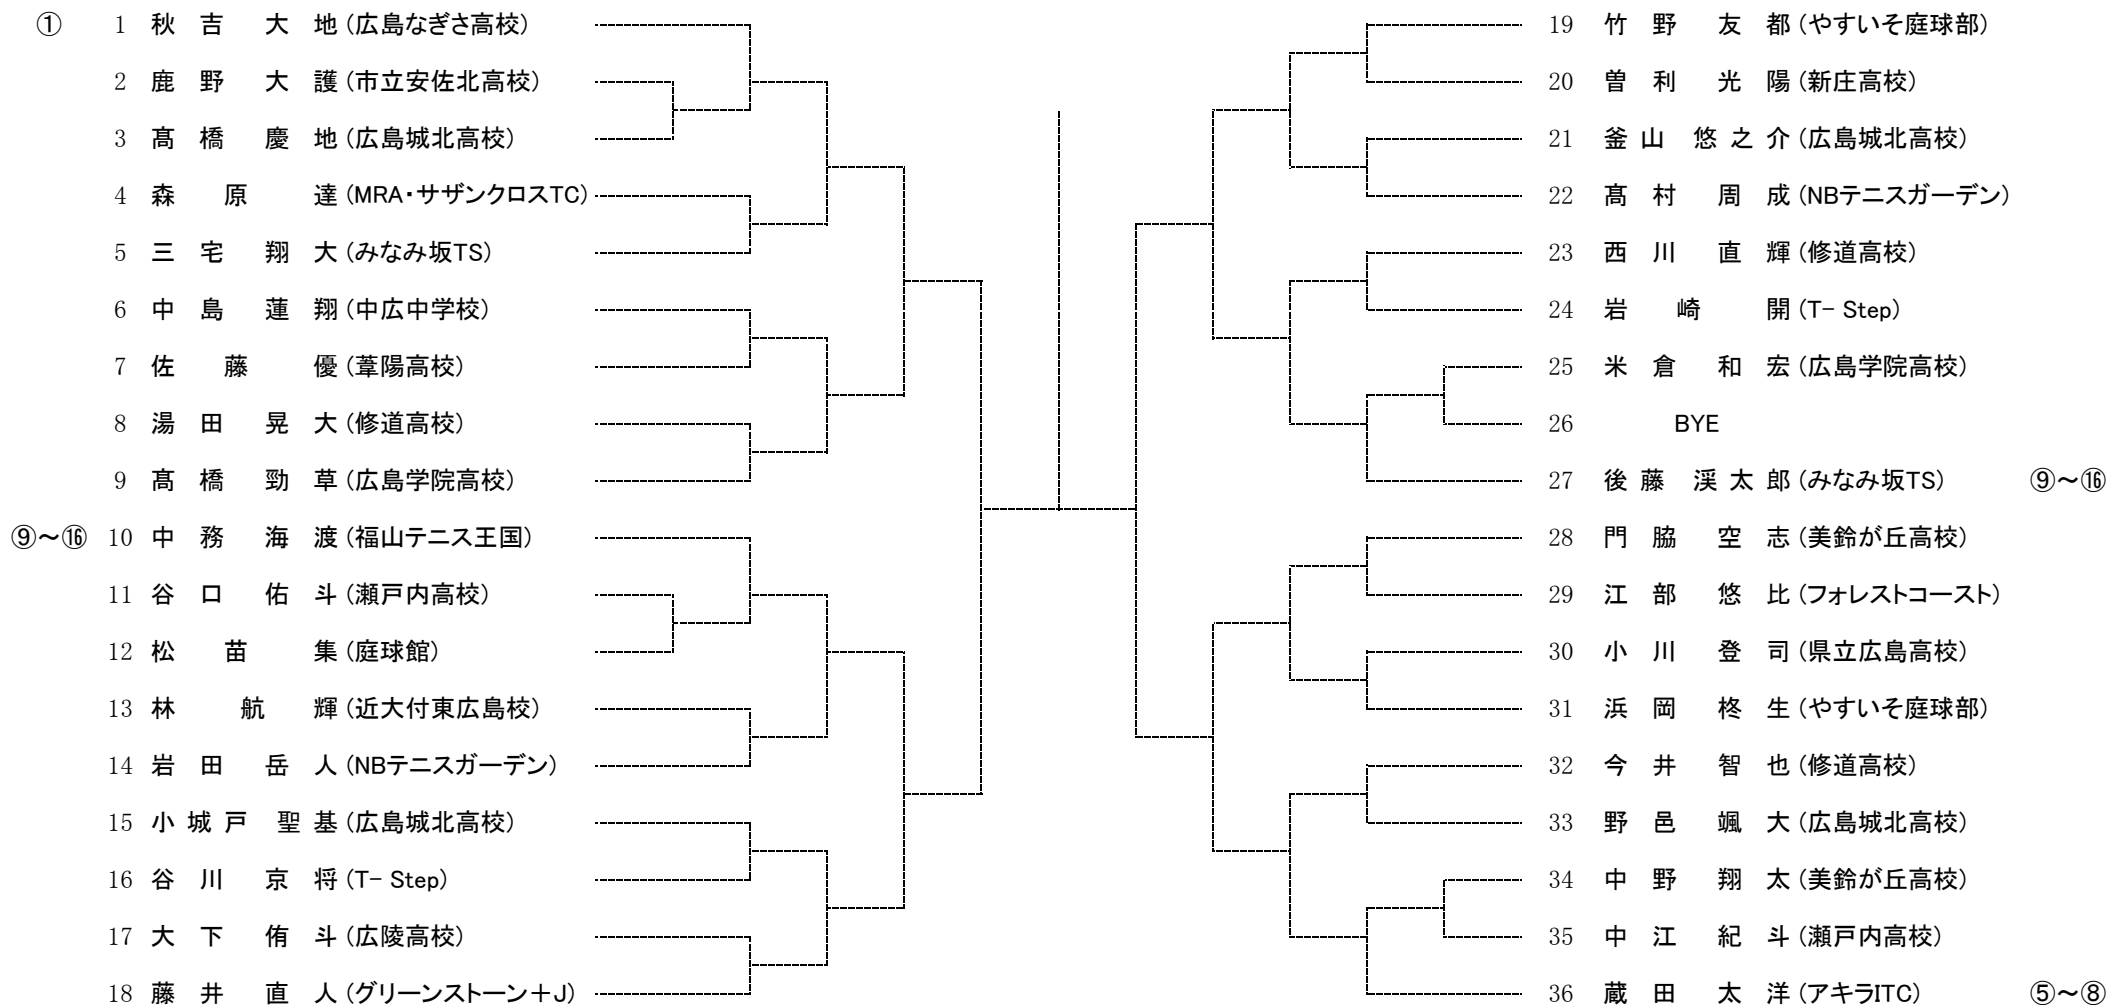 ① 1 秋吉 大地 (広島なぎさ高校)
2 鹿野 大護 (市立安佐北高校)
3 髙橋 慶地 (広島城北高校)
4 森原 達 (MRA・サザンクロスTC)
5 三宅 翔大 (みなみ坂TS)
6 中島 蓮翔 (中広中学校)
7 佐藤 優 (葦陽高校)
8 湯田 晃大 (修道高校)
9 髙橋 勁草 (広島学院高校)
⑨～⑯ 10 中務 海渡 (福山テニス王国)
11 谷口 佑斗 (瀬戸内高校)
12 松苗 集 (庭球館)
13 林 航輝 (近大付東広島校)
14 岩田 岳人 (NBテニスガーデン)
15 小城戸 聖基 (広島城北高校)
16 谷川 京将 (T- Step)
17 大下 侑斗 (広陵高校)
18 藤井 直人 (グリーンストーン＋J)
19 竹野 友都 (やすいそ庭球部)
20 曽利 光陽 (新庄高校)
21 釜山 悠之介 (広島城北高校)
22 髙村 周成 (NBテニスガーデン)
23 西川 直輝 (修道高校)
24 岩崎 開 (T- Step)
25 米倉 和宏 (広島学院高校)
26 BYE
27 後藤 渓太郎 (みなみ坂TS) ⑨～⑯
28 門脇 空志 (美鈴が丘高校)
29 江部 悠比 (フォレストコースト)
30 小川 登司 (県立広島高校)
31 浜岡 柊生 (やすいそ庭球部)
32 今井 智也 (修道高校)
33 野邑 颯大 (広島城北高校)
34 中野 翔太 (美鈴が丘高校)
35 中江 紀斗 (瀬戸内高校)
36 蔵田 太洋 (アキラITC) ⑤～⑧